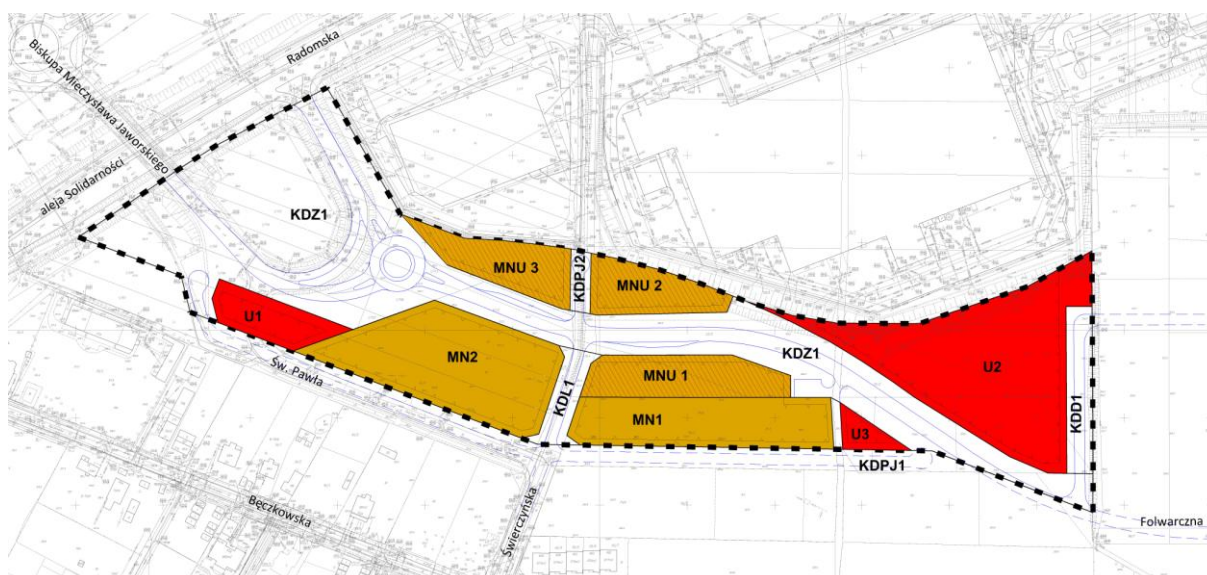 Biskupa Mieczysława Jaworskiego
Radomska
aleja Solidarności
KDZ1
MNU 3
KDPJ2
MNU 2
U1
MN2
Św. Pawła
KDL1
KDZ1
MNU 1
MN1
U2
U3
KDD1
KDPJ1
Bęczkowska
Świerczyńska
Folwarczna